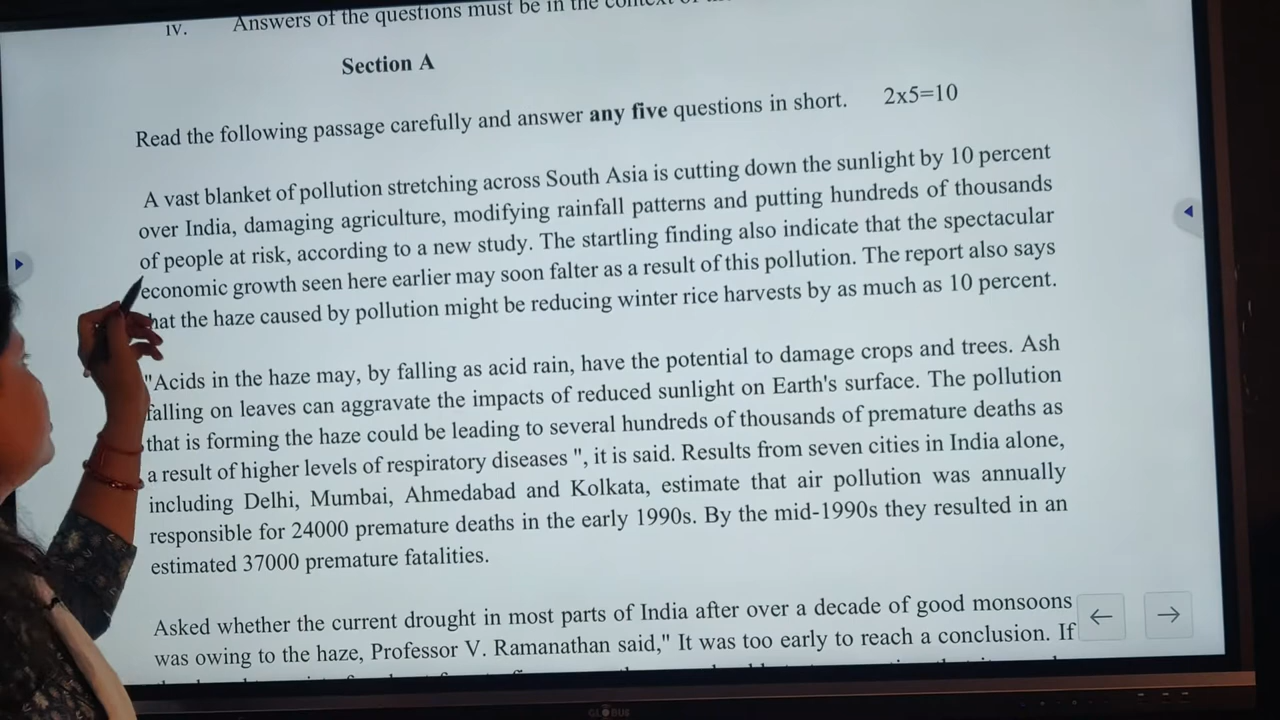 IV. Answers of the questions must be in the context of
Section A
Read the following passage carefully and answer any five questions in short. 2x5=10
A vast blanket of pollution stretching across South Asia is cutting down the sunlight by 10 percent
over India, damaging agriculture, modifying rainfall patterns and putting hundreds of thousands
of people at risk, according to a new study. The startling finding also indicate that the spectacular
economic growth seen here earlier may soon falter as a result of this pollution. The report also says
hat the haze caused by pollution might be reducing winter rice harvests by as much as 10 percent.
"Acids in the haze may, by falling as acid rain, have the potential to damage crops and trees. Ash
falling on leaves can aggravate the impacts of reduced sunlight on Earth's surface. The pollution
that is forming the haze could be leading to several hundreds of thousands of premature deaths as
a result of higher levels of respiratory diseases ", it is said. Results from seven cities in India alone,
including Delhi, Mumbai, Ahmedabad and Kolkata, estimate that air pollution was annually
responsible for 24000 premature deaths in the early 1990s. By the mid-1990s they resulted in an
estimated 37000 premature fatalities.
Asked whether the current drought in most parts of India after over a decade of good monsoons
was owing to the haze, Professor V. Ramanathan said," It was too early to reach a conclusion. If
GLOBUS